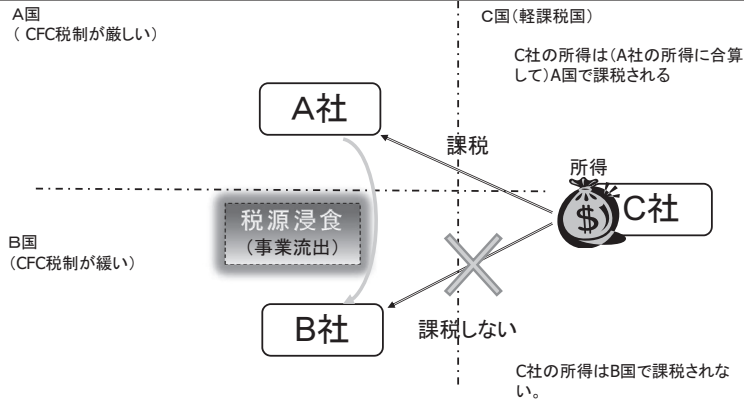 A国
( CFC税制が厳しい)
C国(軽課税国)
C社の所得は(A社の所得に合算
して)A国で課税される
A社
課税
所得
$
C社
税源浸食
(事業流出)
B国
(CFC税制が緩い)
B社
課税しない
C社の所得はB国で課税されな
い。